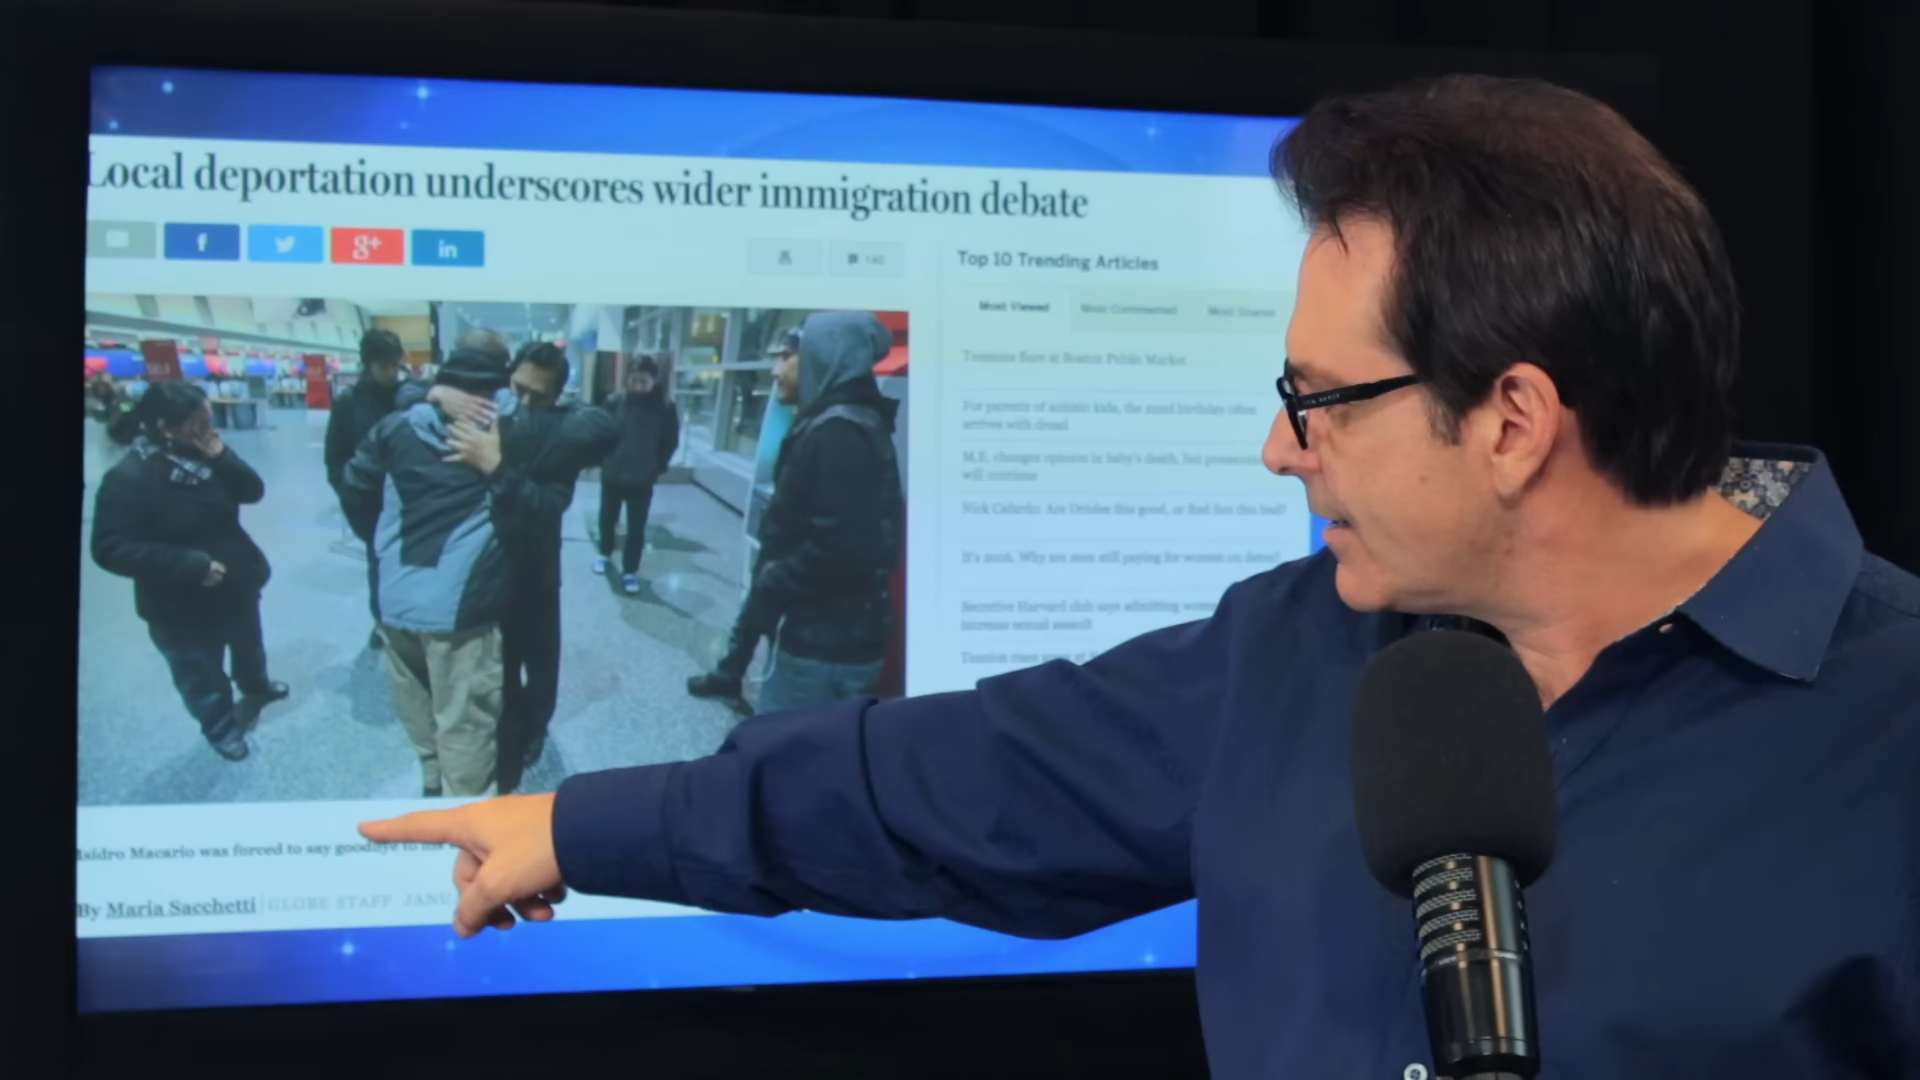 Local deportation underscores wider immigration debate
f
g+
in
140
Top 10 Trending Articles
Most Viewed Most Commented Most Shared
Tensions flare at Boston Public Market
For parents of autistic kids, the 22nd birthday often
arrives with dread
M.E. changes opinion in baby's death, but
will continue
Nick Cafardo: Are Orioles this good, or Red Sox this bad?
It's 2016. Why are men still paying for women on dates?
Secretive Harvard club says admitting
increase sexual assault
Isidro Macario was forced to say goodbye to his
By Maria Sacchetti | GLOBE STAFF JANU